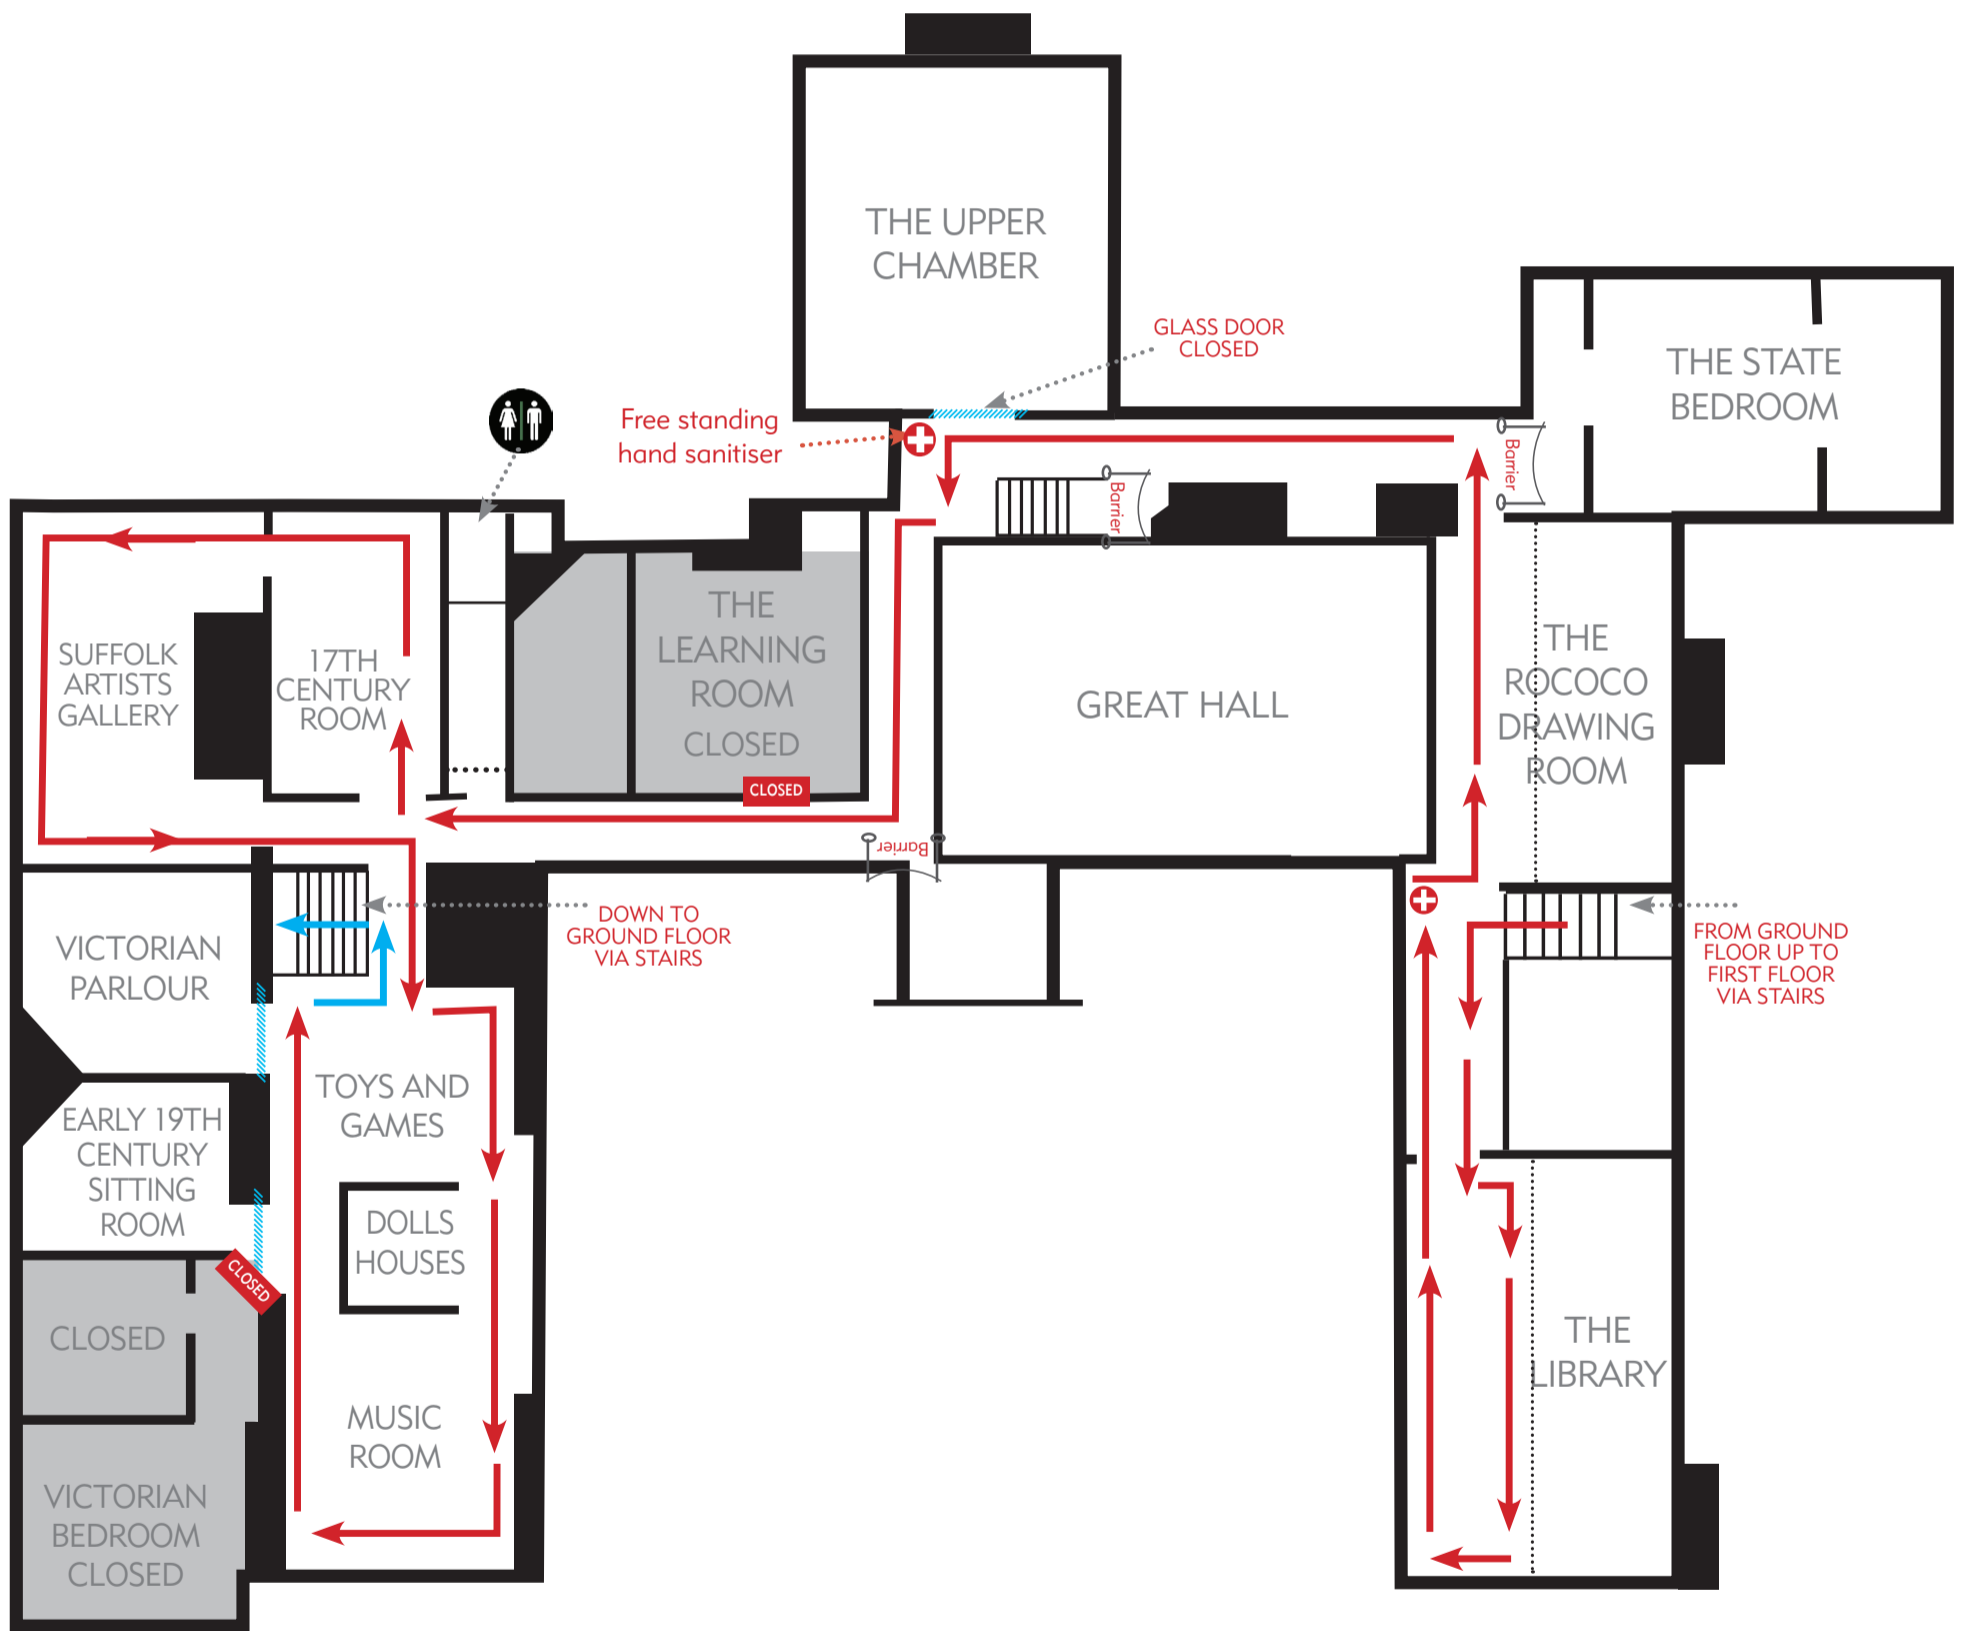 THE UPPER
CHAMBER
GLASS DOOR
CLOSED
THE STATE
BEDROOM
Free standing
hand sanitiser
Barrier
Barrier
THE
LEARNING
ROOM
CLOSED
CLOSED
SUFFOLK
ARTISTS
GALLERY
17TH
CENTURY
ROOM
GREAT HALL
THE
ROCOCO
DRAWING
ROOM
Barrier
VICTORIAN
PARLOUR
DOWN TO
GROUND FLOOR
VIA STAIRS
FROM GROUND
FLOOR UP TO
FIRST FLOOR
VIA STAIRS
TOYS AND
GAMES
EARLY 19TH
CENTURY
SITTING
ROOM
DOLLS
HOUSES
CLOSED
CLOSED
THE
LIBRARY
MUSIC
ROOM
VICTORIAN
BEDROOM
CLOSED